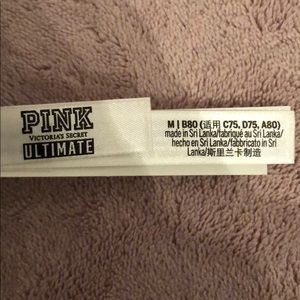 PINK
VICTORIA'S SECRET
ULTIMATE
M | B80 (适用 C75, D75, A80)
made in Sri Lanka/fabriqué au Sri Lanka/
hecho en Sri Lanka/fabbricato in Sri
Lanka/斯里兰卡制造